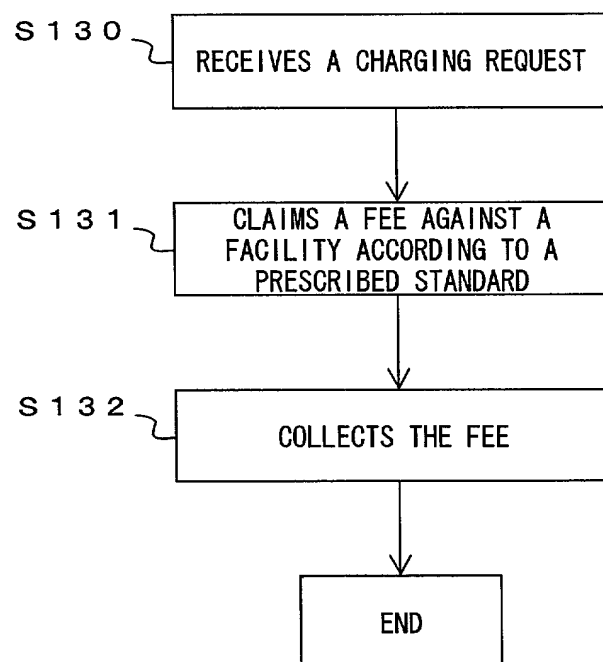 S130
RECEIVES A CHARGING REQUEST
S131
CLAIMS A FEE AGAINST A
FACILITY ACCORDING TO A
PRESCRIBED STANDARD
S132
COLLECTS THE FEE
END